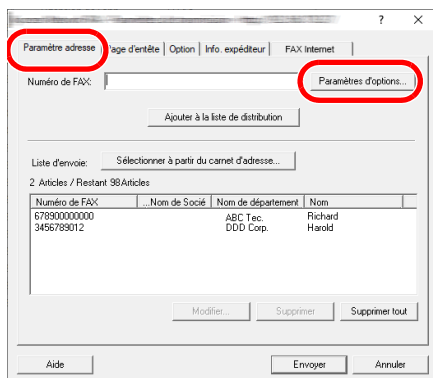 ?
Paramètre adresse Page d'entête Option Info. expéditeur FAX Internet
Numéro de FAX: Paramètres d'options...
Ajouter à la liste de distribution
Liste d'envoie: Sélectionner à partir du carnet d'adresse...
2 Articles / Restant 98 Articles
Numéro de FAX ...Nom de Socié Nom de département Nom
678900000000 ABC Tec. Richard
3456789012 DDD Corp. Harold
Modifier... Supprimer Supprimer tout
Aide Envoyer Annuler